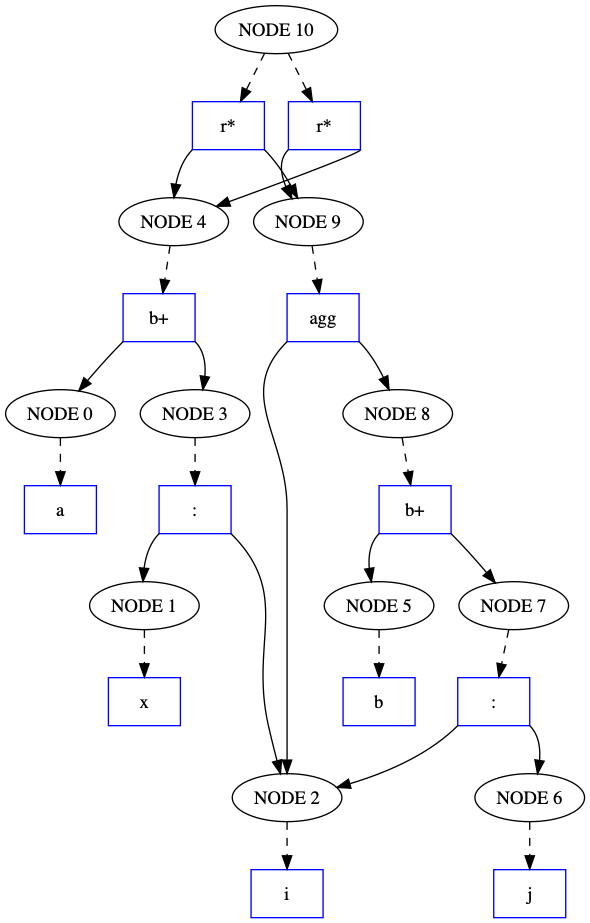 NODE 10
r*
r*
NODE 4
NODE 9
b+
agg
NODE 0
NODE 3
NODE 8
a
:
b+
NODE 1
NODE 5
NODE 7
x
b
:
NODE 2
NODE 6
i
j